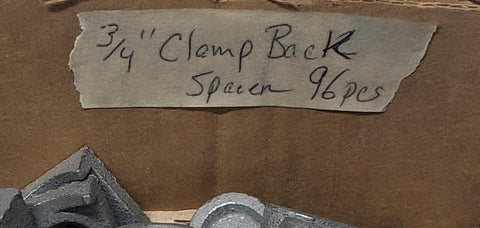 3/4" Clamp Back
Spacer 96pcs